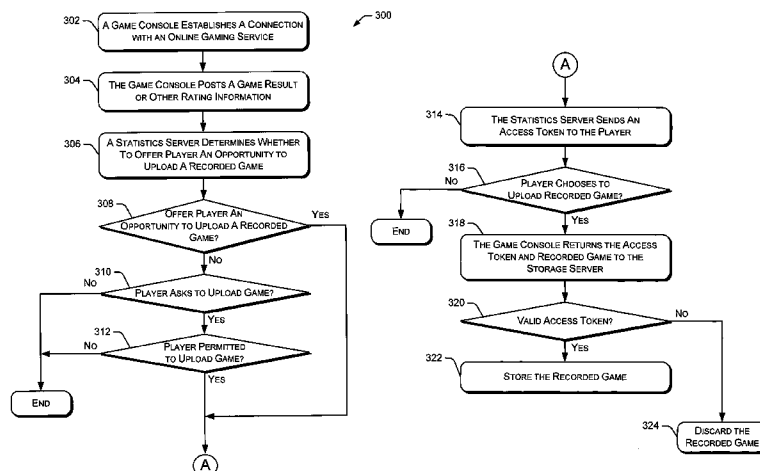 300
302
A GAME CONSOLE ESTABLISHES A CONNECTION
WITH AN ONLINE GAMING SERVICE
304
THE GAME CONSOLE POSTS A GAME RESULT
OR OTHER RATING INFORMATION
306
A STATISTICS SERVER DETERMINES WHETHER
TO OFFER PLAYER AN OPPORTUNITY TO
UPLOAD A RECORDED GAME
308
OFFER PLAYER AN
OPPORTUNITY TO UPLOAD A RECORDED
GAME?
YES
NO
310
PLAYER ASKS TO UPLOAD GAME?
NO
YES
312
PLAYER PERMITTED
TO UPLOAD GAME?
NO
YES
END
A
A
314
THE STATISTICS SERVER SENDS AN
ACCESS TOKEN TO THE PLAYER
316
PLAYER CHOOSES TO
UPLOAD RECORDED GAME?
NO
YES
END
318
THE GAME CONSOLE RETURNS THE ACCESS
TOKEN AND RECORDED GAME TO THE
STORAGE SERVER
320
VALID ACCESS TOKEN?
NO
YES
322
STORE THE RECORDED GAME
324
DISCARD THE
RECORDED GAME